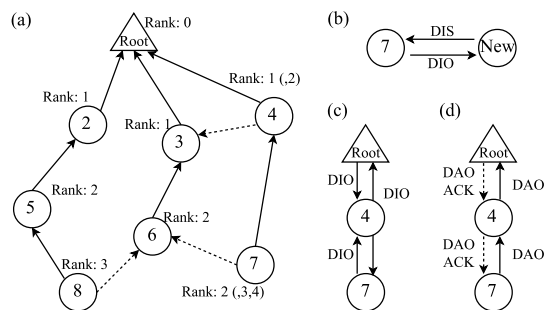 (a)
Rank: 0
Root
Rank: 1 (,2)
4
Rank: 1
2
Rank: 1
3
Rank: 2
5
Rank: 2
6
Rank: 3
8
7
Rank: 2 (,3,4)
(b)
7
DIS
DIO
New
(c)
Root
DIO
DIO
4
DIO
7
(d)
Root
DAO
ACK
DAO
4
DAO
ACK
DAO
7